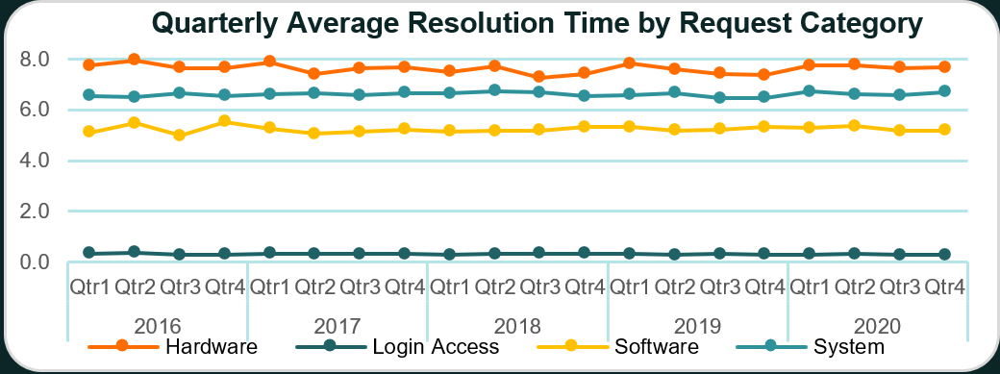 Quarterly Average Resolution Time by Request Category
8.0
6.0
4.0
2.0
0.0
Qtr1 Qtr2 Qtr3 Qtr4 Qtr1 Qtr2 Qtr3 Qtr4 Qtr1 Qtr2 Qtr3 Qtr4 Qtr1 Qtr2 Qtr3 Qtr4 Qtr1 Qtr2 Qtr3 Qtr4
2016 2017 2018 2019 2020
Hardware Login Access Software System